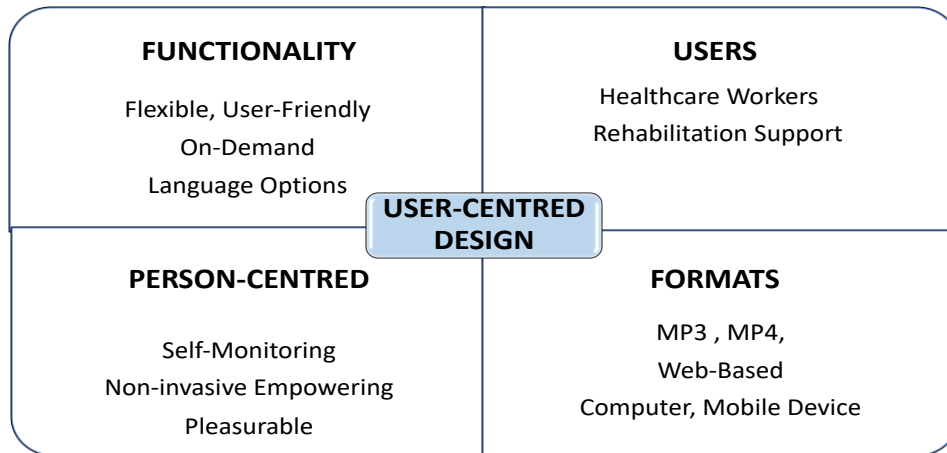 FUNCTIONALITY
Flexible, User-Friendly
On-Demand
Language Options
USERS
Healthcare Workers
Rehabilitation Support
USER-CENTRED
DESIGN
PERSON-CENTRED
Self-Monitoring
Non-invasive Empowering
Pleasurable
FORMATS
MP3 , MP4,
Web-Based
Computer, Mobile Device